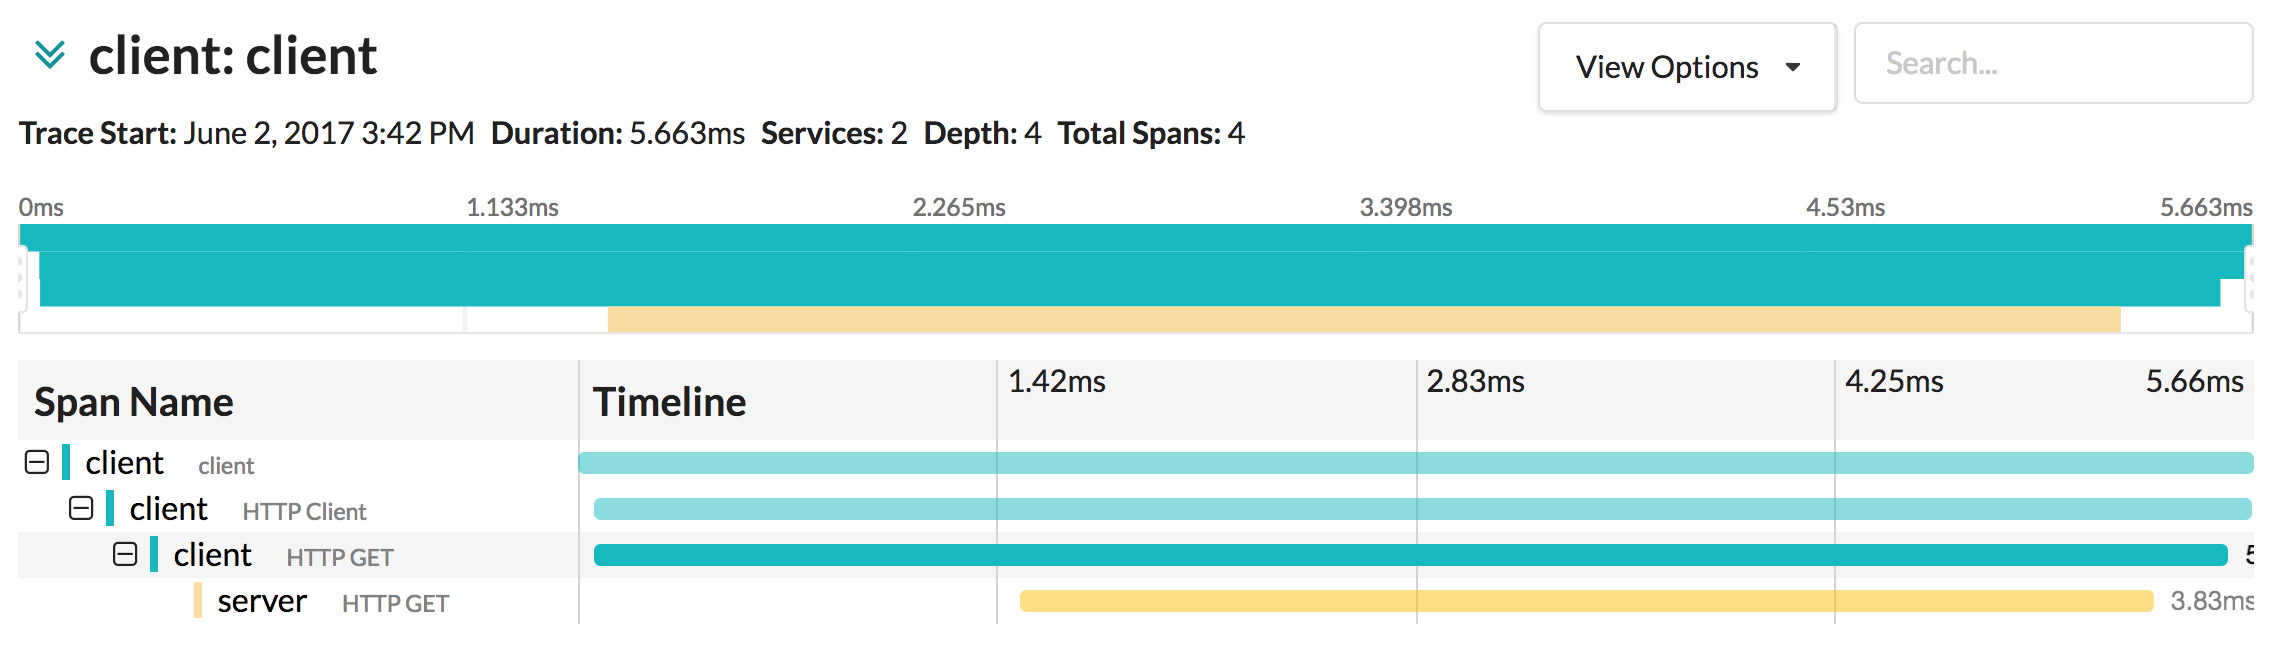 client: client
View Options
Search...
Trace Start: June 2, 2017 3:42 PM Duration: 5.663ms Services: 2 Depth: 4 Total Spans: 4
0ms 1.133ms 2.265ms 3.398ms 4.53ms 5.663ms
Span Name Timeline 1.42ms 2.83ms 4.25ms 5.66ms
client client
client HTTP Client
client HTTP GET 5
server HTTP GET 3.83ms